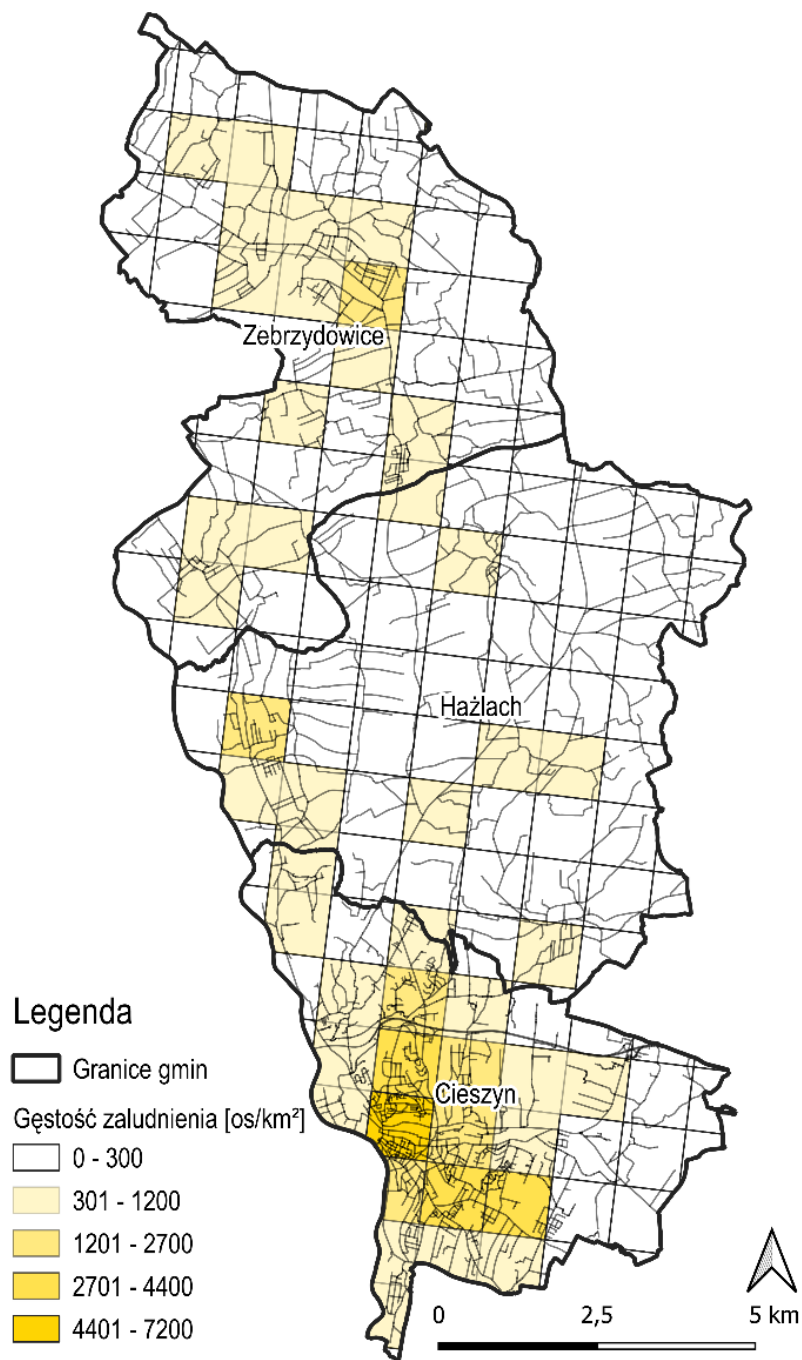 Zebrzydowice
Hażlach
Cieszyn
Legenda
Granice gmin
Gęstość zaludnienia [os/km²]
0 - 300
301 - 1200
1201 - 2700
2701 - 4400
4401 - 7200
0 2,5 5 km